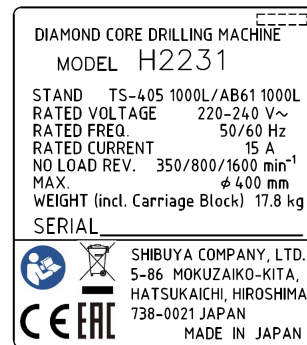 DIAMOND CORE DRILLING MACHINE
MODEL H2231
STAND TS-405 1000L/AB61 1000L
RATED VOLTAGE 220-240 V~
RATED FREQ. 50/60 Hz
RATED CURRENT 15 A
NO LOAD REV. 350/800/1600 min⁻¹
MAX. ø 400 mm
WEIGHT (incl. Carriage Block) 17.8 kg
SERIAL
SHIBUYA COMPANY, LTD.
5-86 MOKUZAIKO-KITA,
HATSUKAICHI, HIROSHIMA
738-0021 JAPAN
CE EAC
MADE IN JAPAN